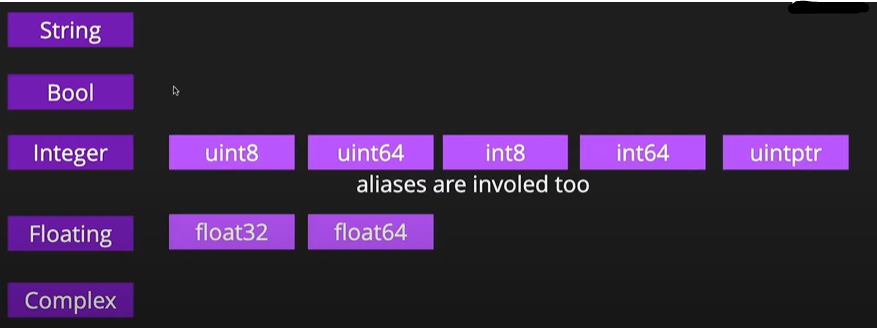 String
Bool
Integer uint8 uint64 int8 int64 uintptr
aliases are involed too
Floating float32 float64
Complex